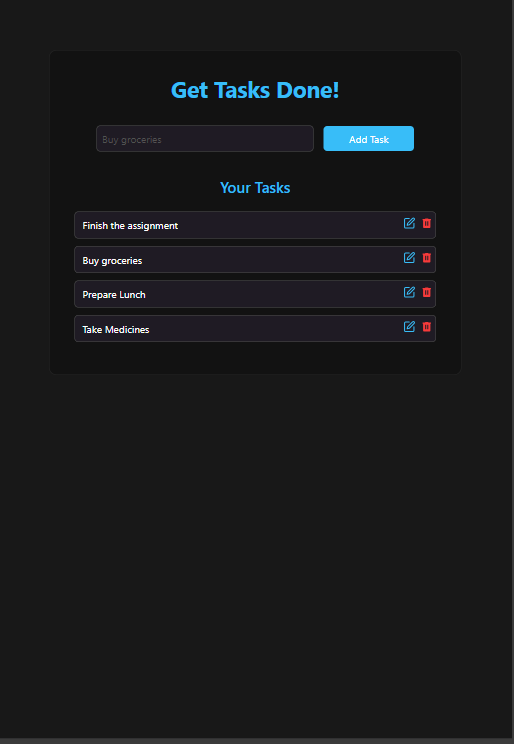 Get Tasks Done!
Buy groceries
Add Task
Your Tasks
Finish the assignment
Buy groceries
Prepare Lunch
Take Medicines